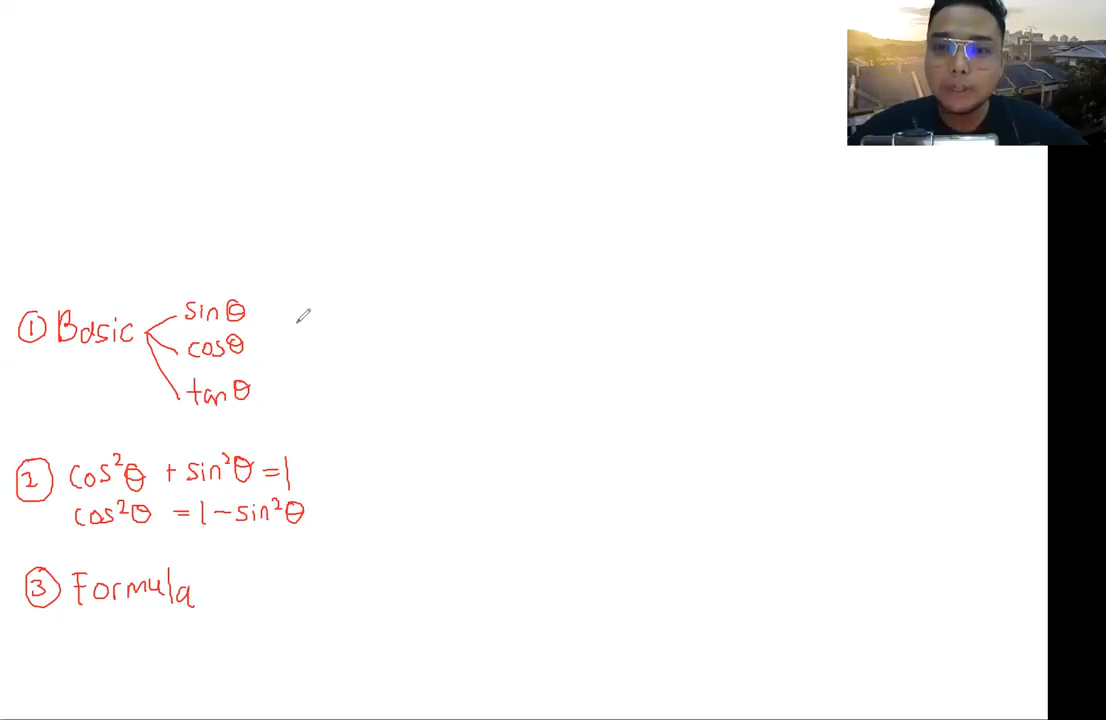 ① Basic
sinθ
cosθ
tanθ
② cos²θ + sin²θ = 1
cos²θ = 1 - sin²θ
③ Formula